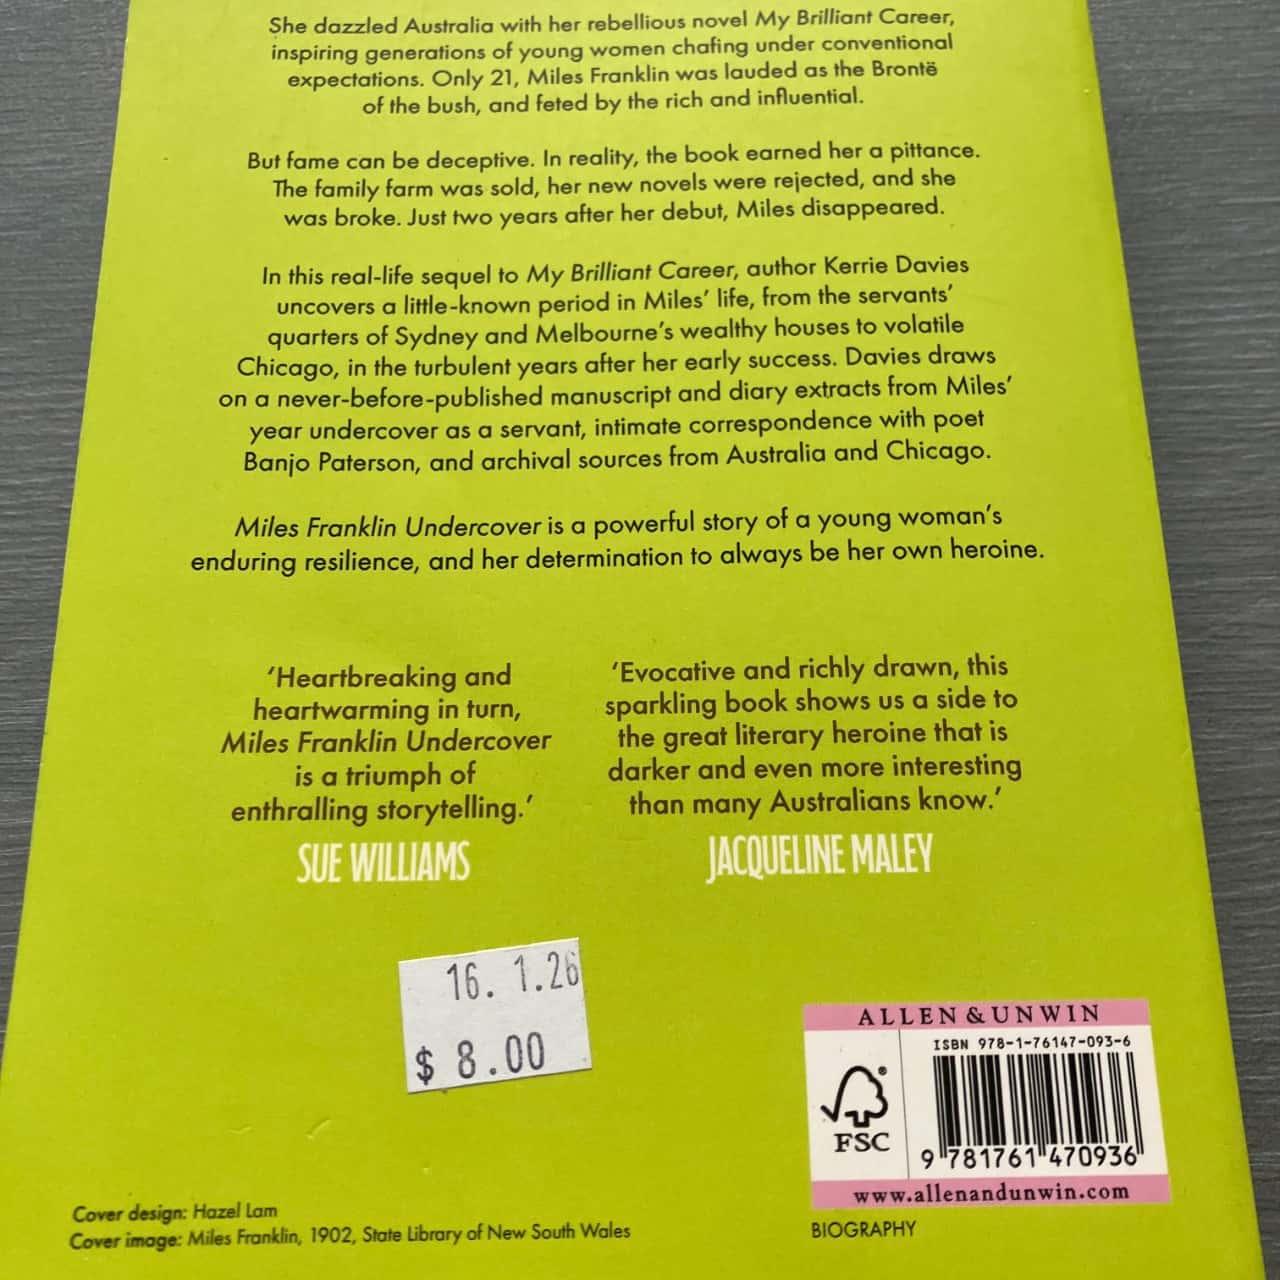 She dazzled Australia with her rebellious novel My Brilliant Career,
inspiring generations of young women chafing under conventional
expectations. Only 21, Miles Franklin was lauded as the Brontë
of the bush, and feted by the rich and influential.
But fame can be deceptive. In reality, the book earned her a pittance.
The family farm was sold, her new novels were rejected, and she
was broke. Just two years after her debut, Miles disappeared.
In this real-life sequel to My Brilliant Career, author Kerrie Davies
uncovers a little-known period in Miles' life, from the servants'
quarters of Sydney and Melbourne's wealthy houses to volatile
Chicago, in the turbulent years after her early success. Davies draws
on a never-before-published manuscript and diary extracts from Miles'
year undercover as a servant, intimate correspondence with poet
Banjo Paterson, and archival sources from Australia and Chicago.
Miles Franklin Undercover is a powerful story of a young woman's
enduring resilience, and her determination to always be her own heroine.
'Heartbreaking and
heartwarming in turn,
Miles Franklin Undercover
is a triumph of
enthralling storytelling.'
SUE WILLIAMS
'Evocative and richly drawn, this
sparkling book shows us a side to
the great literary heroine that is
darker and even more interesting
than many Australians know.'
JACQUELINE MALEY
16. 1.26
$ 8.00
ALLEN & UNWIN
ISBN 978-1-76147-093-6
FSC
9 781761 470936
www.allenandunwin.com
BIOGRAPHY
Cover design: Hazel Lam
Cover image: Miles Franklin, 1902, State Library of New South Wales